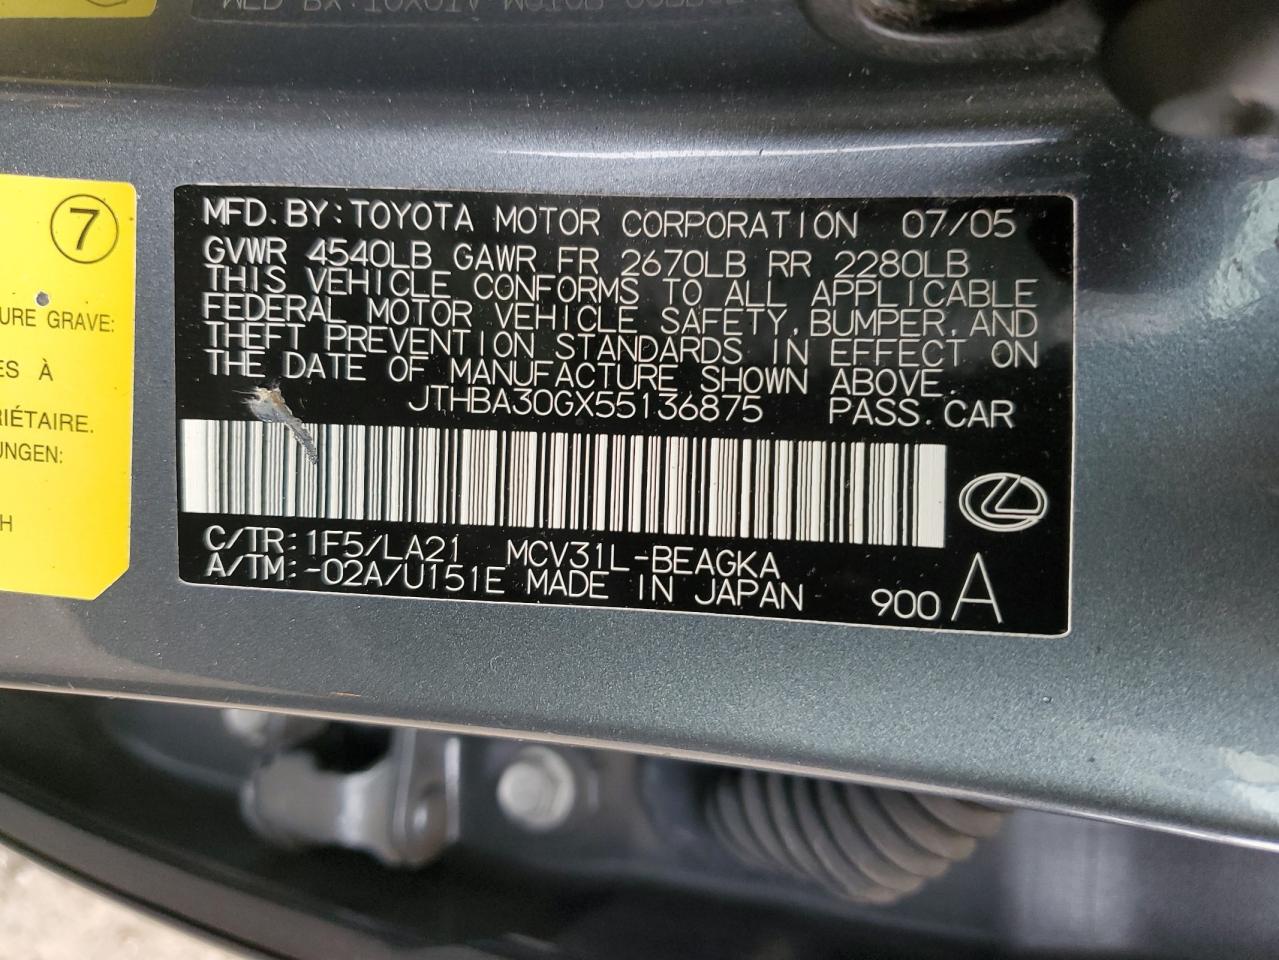 7
URE GRAVE:
ES À
RIÉTAIRE.
UNGEN:
H
MFD.BY:TOYOTA MOTOR CORPORATION 07/05
GVWR 4540LB GAWR FR 2670LB RR 2280LB
THIS VEHICLE CONFORMS TO ALL APPLICABLE
FEDERAL MOTOR VEHICLE SAFETY,BUMPER,AND
THEFT PREVENTION STANDARDS IN EFFECT ON
THE DATE OF MANUFACTURE SHOWN ABOVE.
JTHBA30GX55136875 PASS.CAR
C/TR:1F5/LA21 MCV31L-BEAGKA
A/TM:-02A/U151E MADE IN JAPAN 900 A